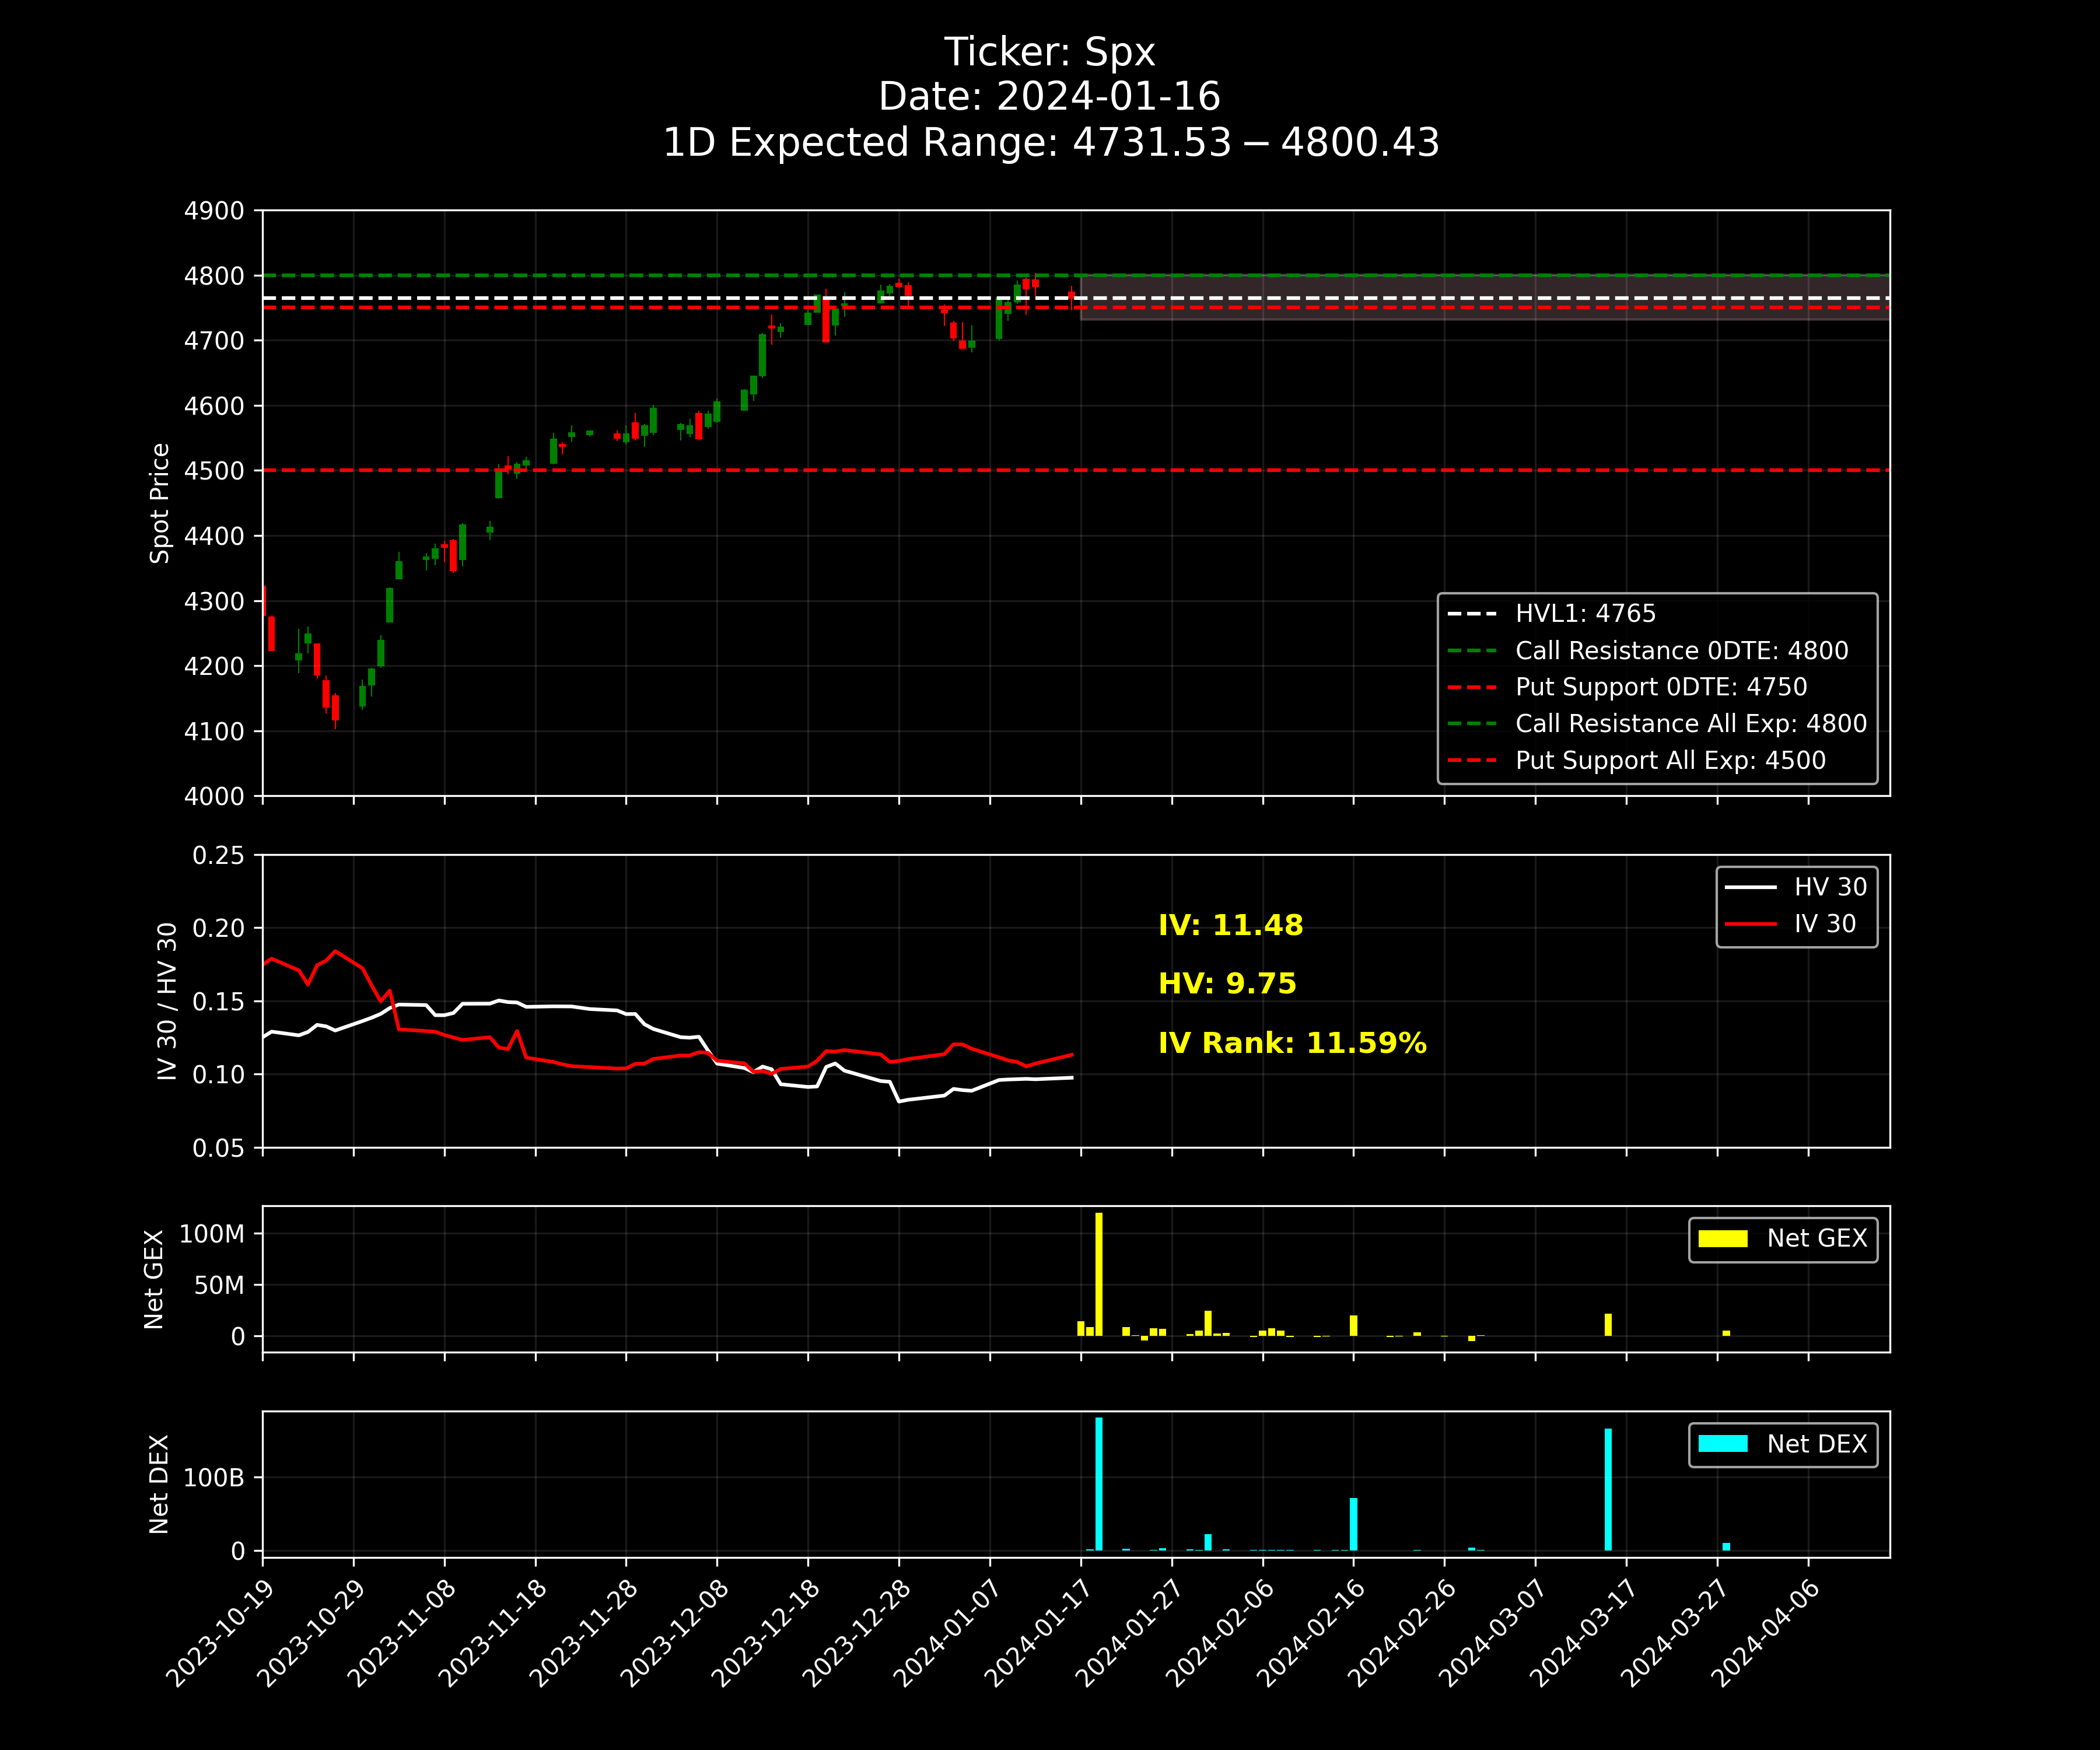 Ticker: Spx
Date: 2024-01-16
1D Expected Range: 4731.53 − 4800.43
Spot Price
4900
4800
4700
4600
4500
4400
4300
4200
4100
4000
HVL1: 4765
Call Resistance 0DTE: 4800
Put Support 0DTE: 4750
Call Resistance All Exp: 4800
Put Support All Exp: 4500
IV 30 / HV 30
0.25
0.20
0.15
0.10
0.05
IV: 11.48
HV: 9.75
IV Rank: 11.59%
HV 30
IV 30
Net GEX
100M
50M
0
Net GEX
Net DEX
100B
0
Net DEX
2023-10-19
2023-10-29
2023-11-08
2023-11-18
2023-11-28
2023-12-08
2023-12-18
2023-12-28
2024-01-07
2024-01-17
2024-01-27
2024-02-06
2024-02-16
2024-02-26
2024-03-07
2024-03-17
2024-03-27
2024-04-06